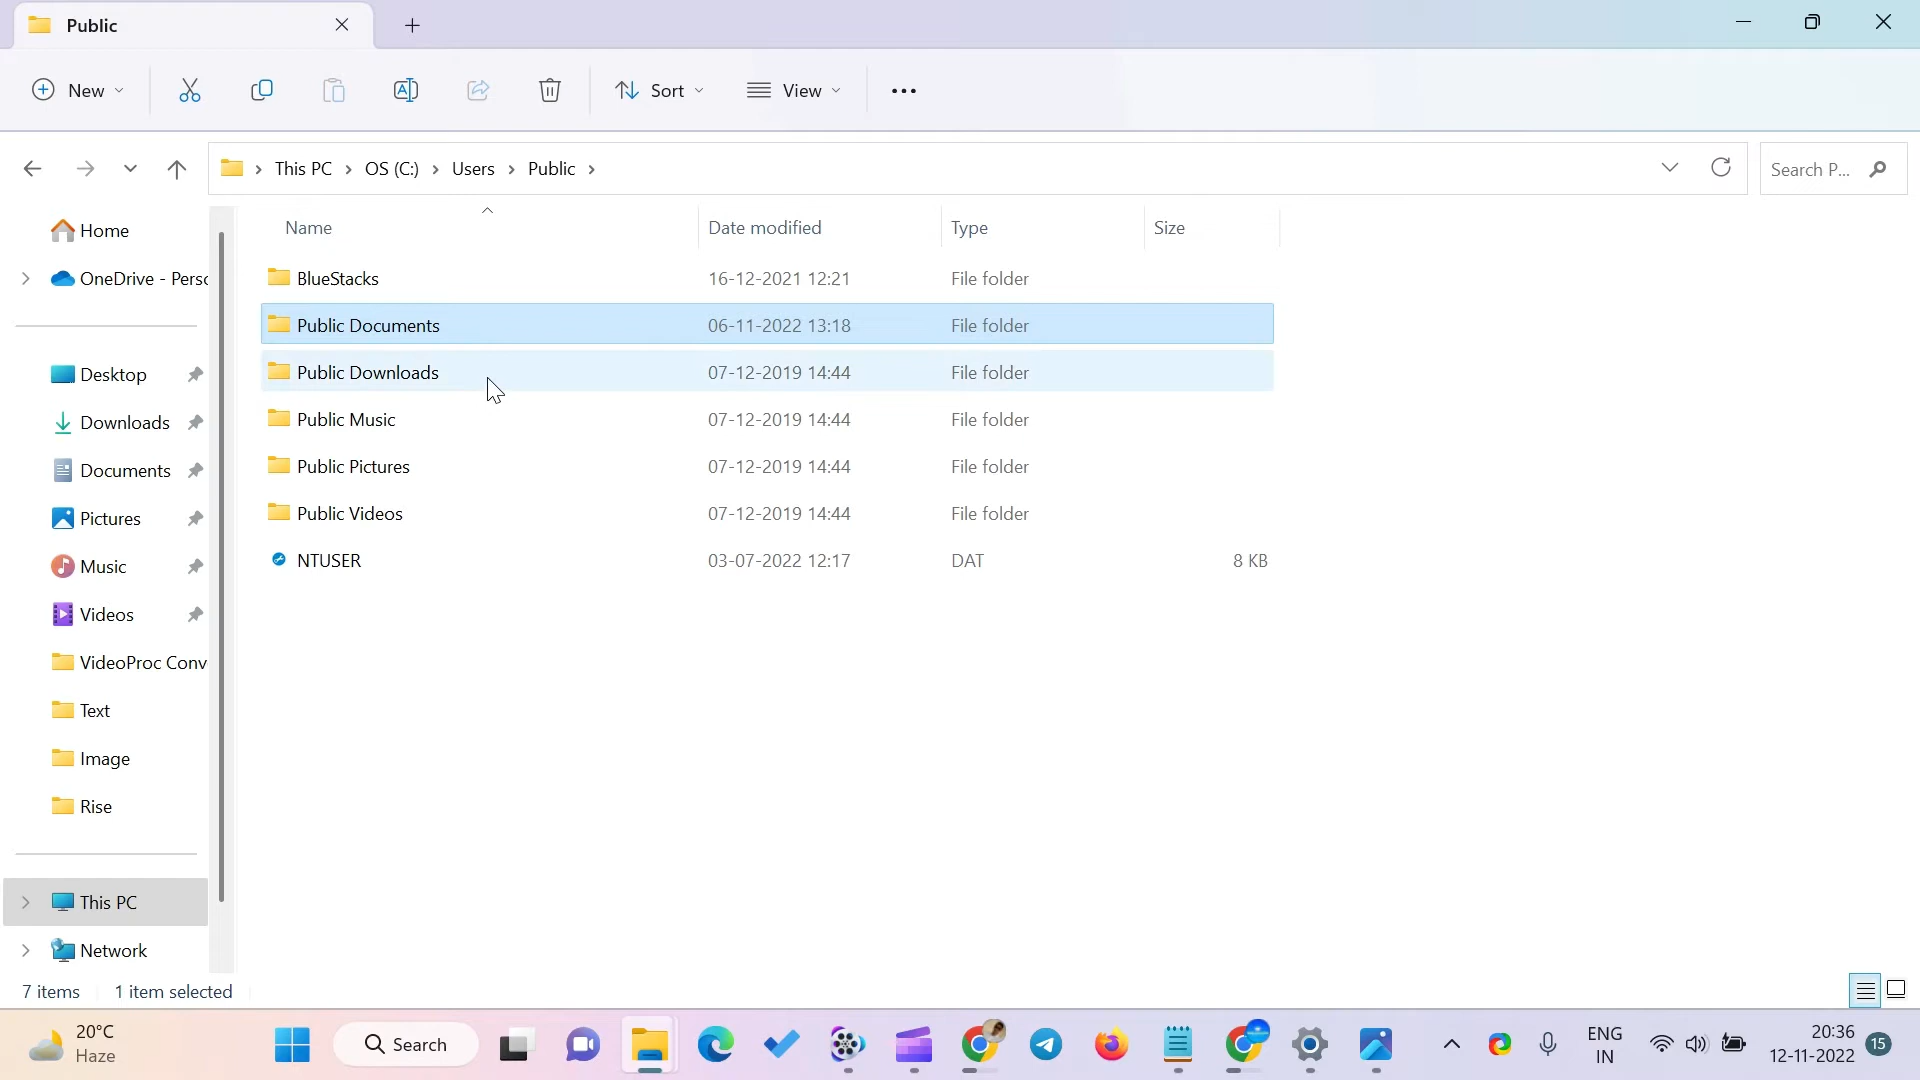 Public
New
Sort
View
This PC
OS (C:)
Users
Public
Search P...
Home
OneDrive - Perso
Desktop
Downloads
Documents
Pictures
Music
Videos
VideoProc Conv
Text
Image
Rise
This PC
Network
Name Date modified Type Size
BlueStacks 16-12-2021 12:21 File folder
Public Documents 06-11-2022 13:18 File folder
Public Downloads 07-12-2019 14:44 File folder
Public Music 07-12-2019 14:44 File folder
Public Pictures 07-12-2019 14:44 File folder
Public Videos 07-12-2019 14:44 File folder
NTUSER 03-07-2022 12:17 DAT 8 KB
7 items 1 item selected
20°C
Haze
Search
ENG
IN
20:36
12-11-2022
15